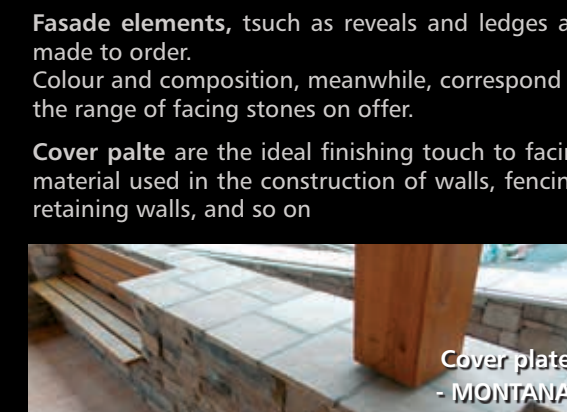 Fasade elements, tsuch as reveals and ledges a
made to order.
Colour and composition, meanwhile, correspond
the range of facing stones on offer.
Cover palte are the ideal finishing touch to facin
material used in the construction of walls, fencin
retaining walls, and so on
Cover plate
- MONTANA